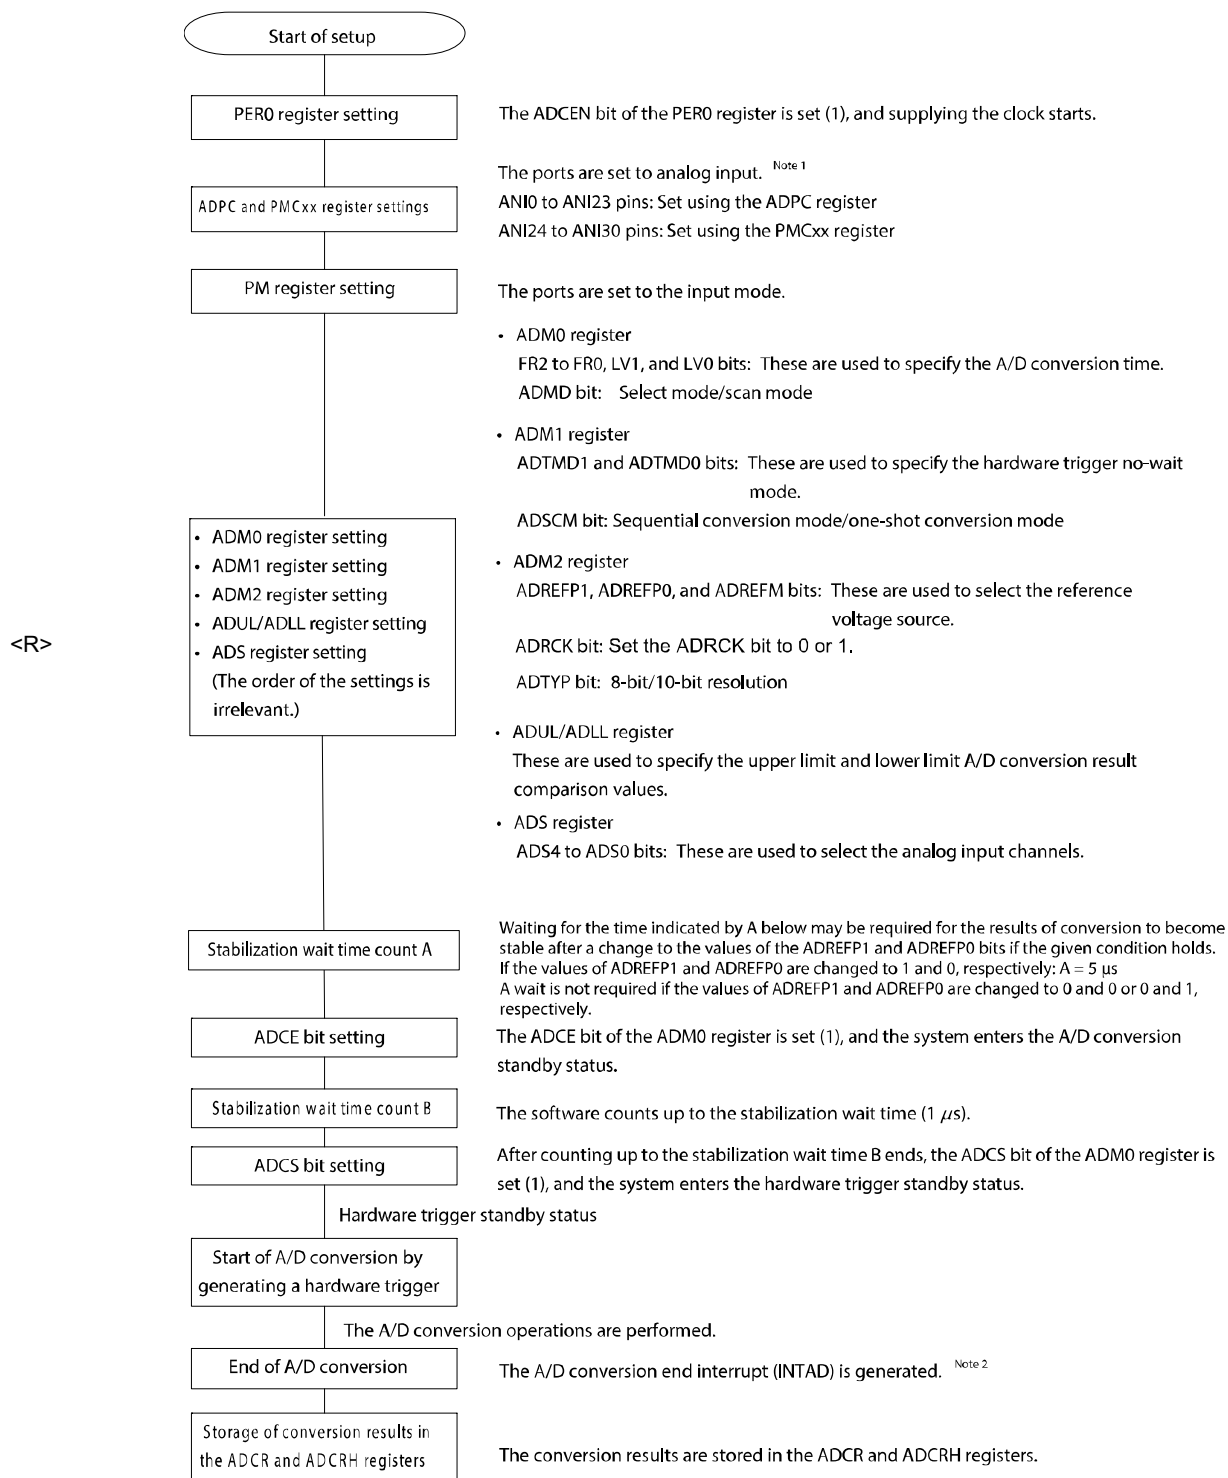 Start of setup
PER0 register setting
The ADCEN bit of the PER0 register is set (1), and supplying the clock starts.
The ports are set to analog input. Note 1
ADPC and PMCxx register settings
ANI0 to ANI23 pins: Set using the ADPC register
ANI24 to ANI30 pins: Set using the PMCxx register
PM register setting
The ports are set to the input mode.
• ADM0 register
FR2 to FR0, LV1, and LV0 bits: These are used to specify the A/D conversion time.
ADMD bit: Select mode/scan mode
• ADM1 register
ADTMD1 and ADTMD0 bits: These are used to specify the hardware trigger no-wait
mode.
ADSCM bit: Sequential conversion mode/one-shot conversion mode
<R>
• ADM0 register setting
• ADM1 register setting
• ADM2 register setting
• ADUL/ADLL register setting
• ADS register setting
(The order of the settings is
irrelevant.)
• ADM2 register
ADREFP1, ADREFP0, and ADREFM bits: These are used to select the reference
voltage source.
ADRCK bit: Set the ADRCK bit to 0 or 1.
ADTYP bit: 8-bit/10-bit resolution
• ADUL/ADLL register
These are used to specify the upper limit and lower limit A/D conversion result
comparison values.
• ADS register
ADS4 to ADS0 bits: These are used to select the analog input channels.
Stabilization wait time count A
Waiting for the time indicated by A below may be required for the results of conversion to become
stable after a change to the values of the ADREFP1 and ADREFP0 bits if the given condition holds.
If the values of ADREFP1 and ADREFP0 are changed to 1 and 0, respectively: A = 5 µs
A wait is not required if the values of ADREFP1 and ADREFP0 are changed to 0 and 0 or 0 and 1,
respectively.
ADCE bit setting
The ADCE bit of the ADM0 register is set (1), and the system enters the A/D conversion
standby status.
Stabilization wait time count B
The software counts up to the stabilization wait time (1 µs).
ADCS bit setting
After counting up to the stabilization wait time B ends, the ADCS bit of the ADM0 register is
set (1), and the system enters the hardware trigger standby status.
Hardware trigger standby status
Start of A/D conversion by
generating a hardware trigger
The A/D conversion operations are performed.
End of A/D conversion
The A/D conversion end interrupt (INTAD) is generated. Note 2
Storage of conversion results in
the ADCR and ADCRH registers
The conversion results are stored in the ADCR and ADCRH registers.